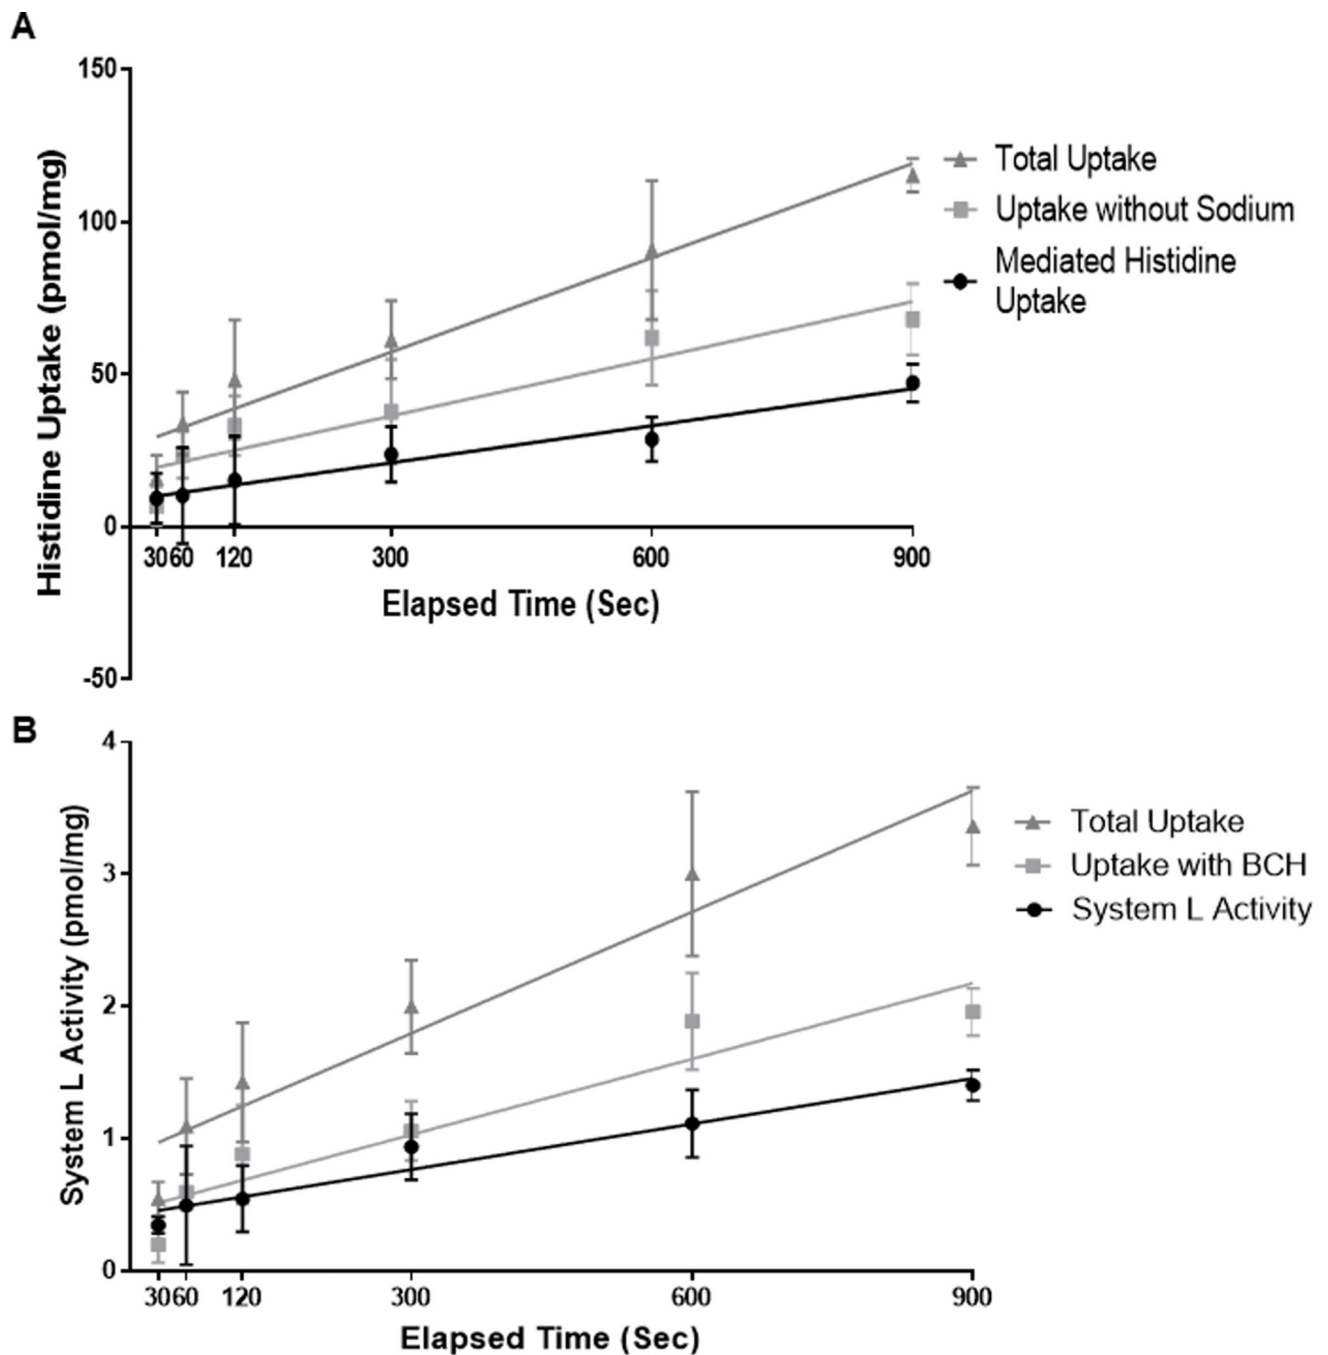 A
150
100
50
0
-50
Histidine Uptake (pmol/mg)
30 60 120 300 600 900
Elapsed Time (Sec)
Total Uptake
Uptake without Sodium
Mediated Histidine
Uptake
B
4
3
2
1
0
System L Activity (pmol/mg)
30 60 120 300 600 900
Elapsed Time (Sec)
Total Uptake
Uptake with BCH
System L Activity